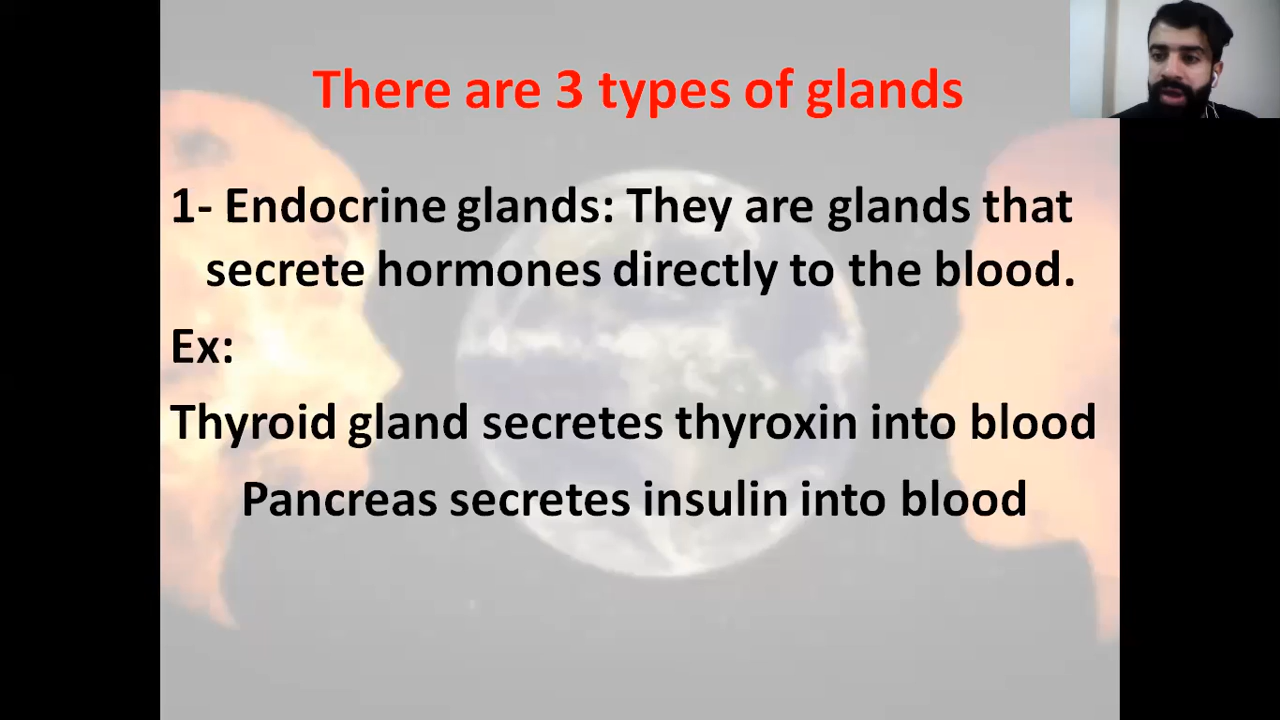 There are 3 types of glands
1- Endocrine glands: They are glands that
secrete hormones directly to the blood.
Ex:
Thyroid gland secretes thyroxin into blood
Pancreas secretes insulin into blood